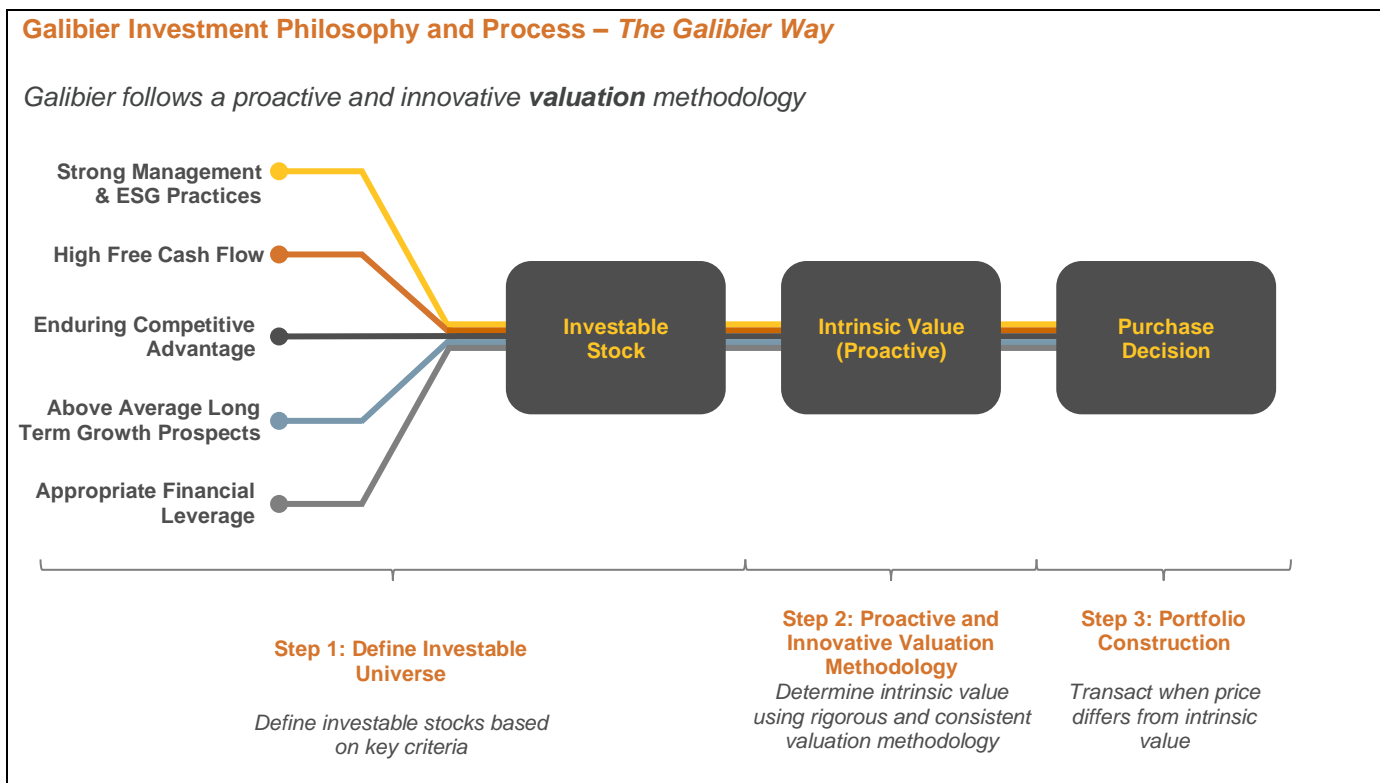 Galibier Investment Philosophy and Process – The Galibier Way
Galibier follows a proactive and innovative valuation methodology
Strong Management
& ESG Practices
High Free Cash Flow
Enduring Competitive
Advantage
Above Average Long
Term Growth Prospects
Appropriate Financial
Leverage
Investable
Stock
Intrinsic Value
(Proactive)
Purchase
Decision
Step 1: Define Investable
Universe
Define investable stocks based
on key criteria
Step 2: Proactive and
Innovative Valuation
Methodology
Determine intrinsic value
using rigorous and consistent
valuation methodology
Step 3: Portfolio
Construction
Transact when price
differs from intrinsic
value